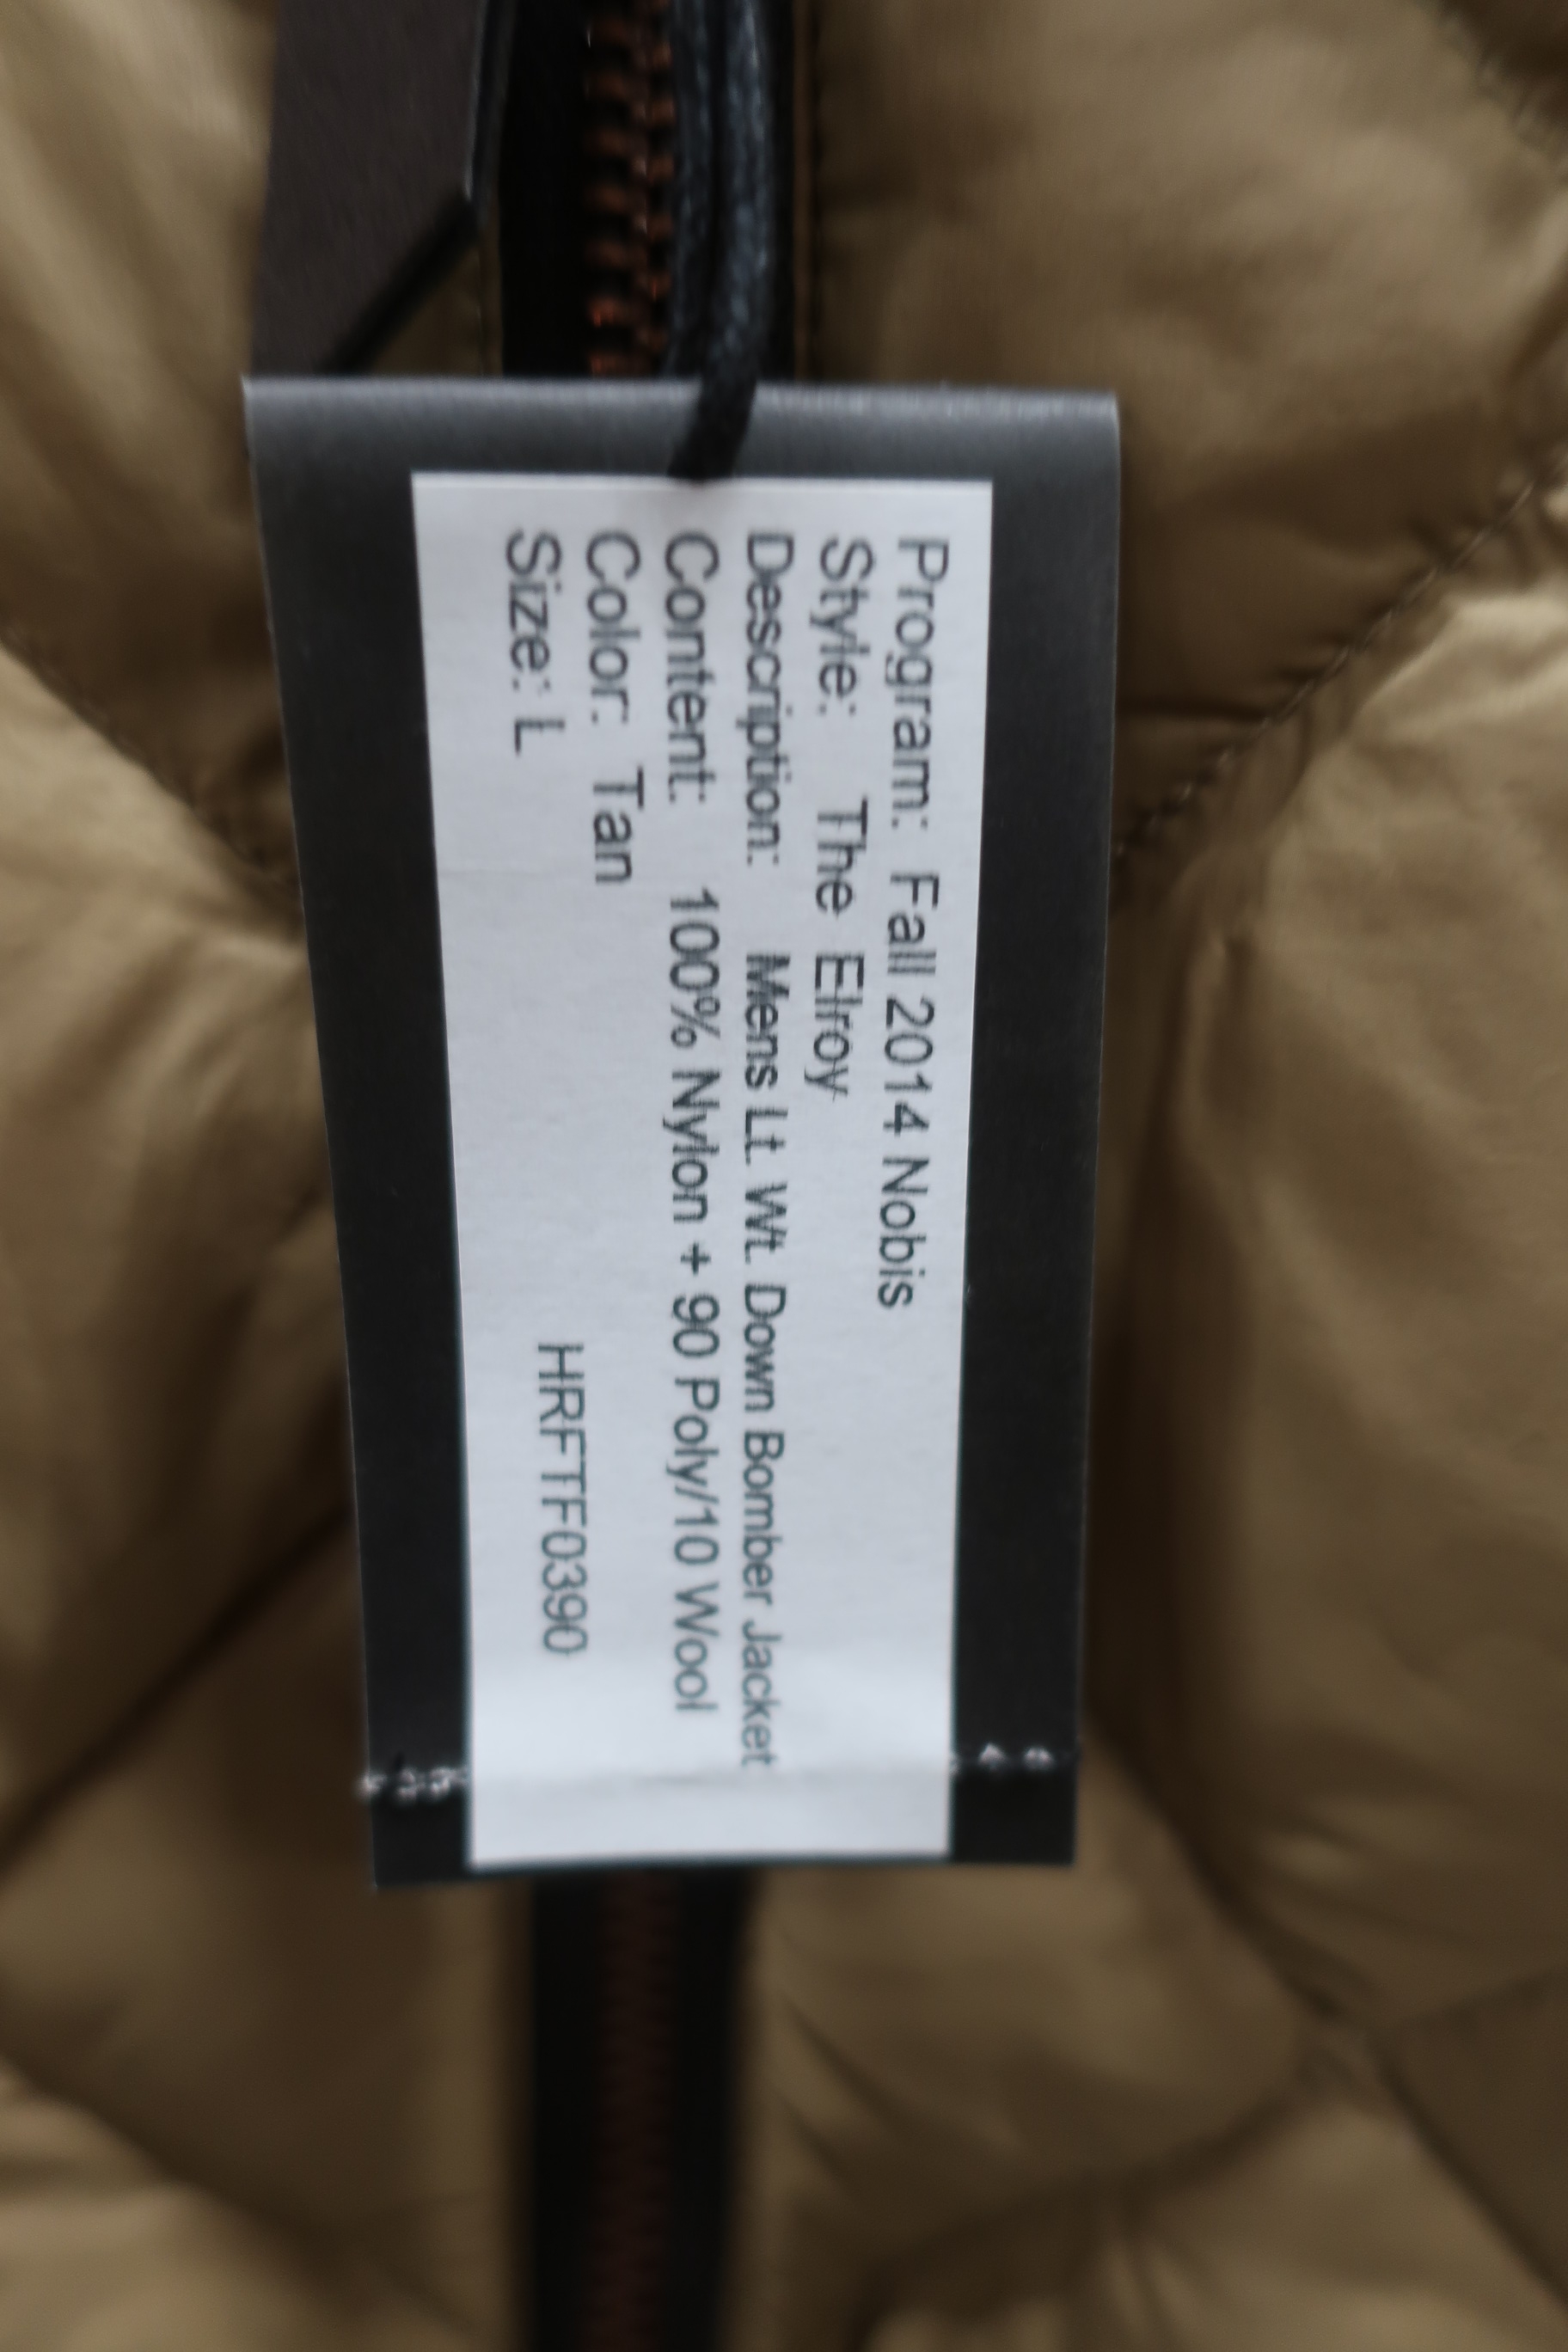 Program: Fall 2014 Nobis
Style: The Elroy
Description: Mens Lt. Wt. Down Bomber Jacket
Content: 100% Nylon + 90 Poly/10 Wool
Color: Tan
Size: L
HRFTF0390